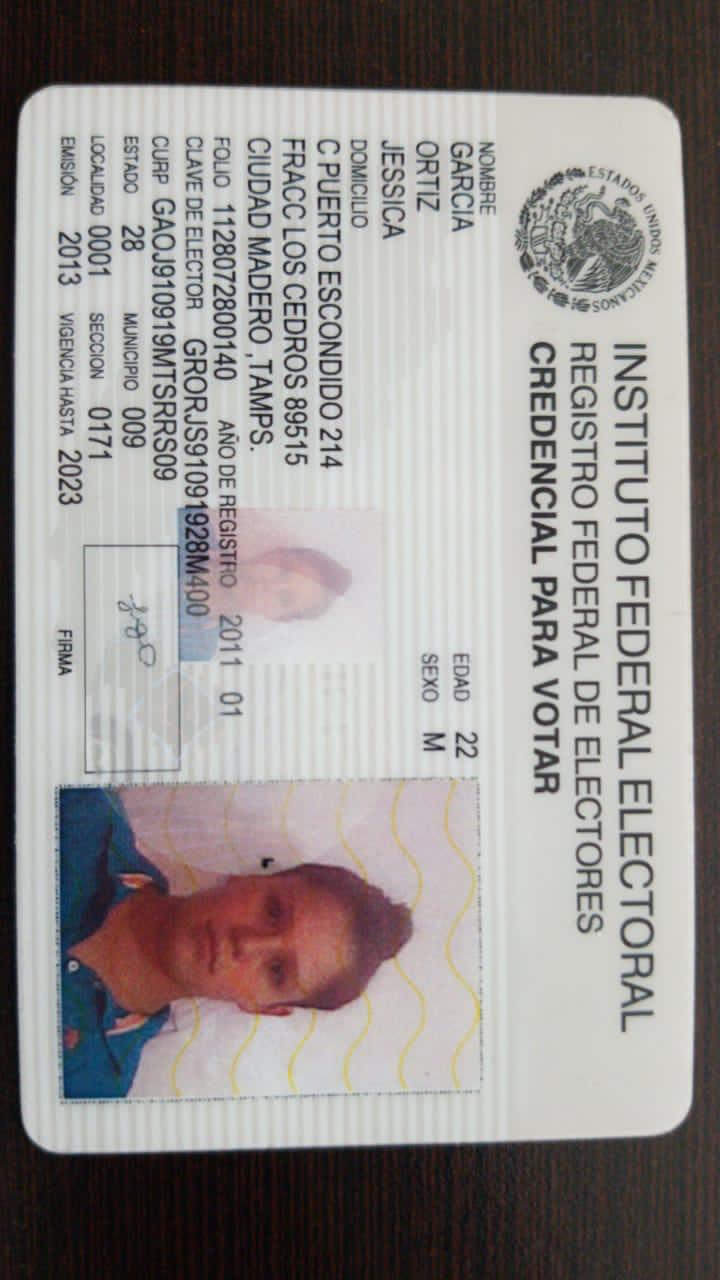 ESTADOS UNIDOS MEXICANOS
INSTITUTO FEDERAL ELECTORAL
REGISTRO FEDERAL DE ELECTORES
CREDENCIAL PARA VOTAR
NOMBRE
GARCIA
ORTIZ
JESSICA
EDAD 22
SEXO M
DOMICILIO
C PUERTO ESCONDIDO 214
FRACC LOS CEDROS 89515
CIUDAD MADERO ,TAMPS.
FOLIO 1128072800140 AÑO DE REGISTRO 2011 01
CLAVE DE ELECTOR GRORJS91091928M400
CURP GAOJ910919MTSRRS09
ESTADO 28 MUNICIPIO 009
LOCALIDAD 0001 SECCION 0171
EMISIÓN 2013 VIGENCIA HASTA 2023
FIRMA